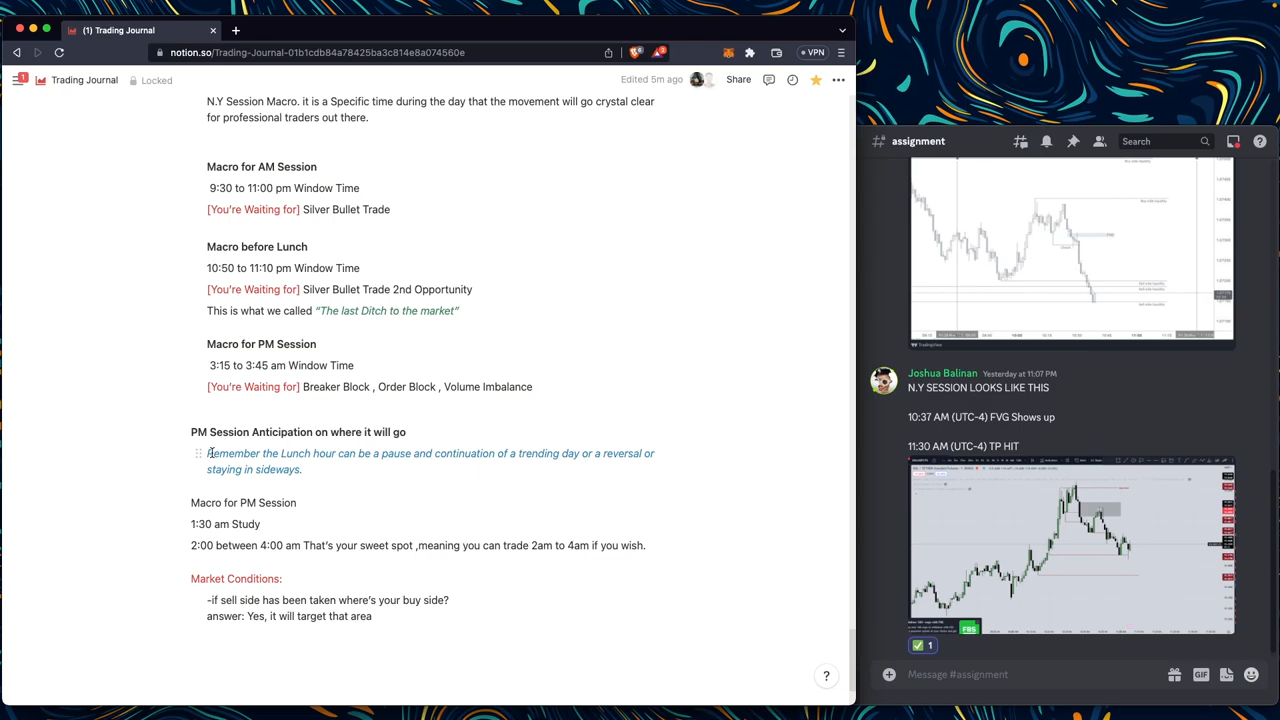 (1) Trading Journal
notion.so/Trading-Journal-01b1cdb84a78425ba3c814e8a074560e
VPN
1
Trading Journal
Locked
Edited 5m ago
Share
N.Y Session Macro. it is a Specific time during the day that the movement will go crystal clear
for professional traders out there.
Macro for AM Session
9:30 to 11:00 pm Window Time
[You're Waiting for] Silver Bullet Trade
Macro before Lunch
10:50 to 11:10 pm Window Time
[You're Waiting for] Silver Bullet Trade 2nd Opportunity
This is what we called "The last Ditch to the market"
Macro for PM Session
3:15 to 3:45 am Window Time
[You're Waiting for] Breaker Block , Order Block , Volume Imbalance
PM Session Anticipation on where it will go
Remember the Lunch hour can be a pause and continuation of a trending day or a reversal or
staying in sideways.
Macro for PM Session
1:30 am Study
2:00 between 4:00 am That's your sweet spot ,meaning you can trade 2am to 4am if you wish.
Market Conditions:
-if sell side has been taken where's your buy side?
answer: Yes, it will target that area
?
assignment
Search
TradingView
Joshua Balinan Yesterday at 11:07 PM
N.Y SESSION LOOKS LIKE THIS
10:37 AM (UTC-4) FVG Shows up
11:30 AM (UTC-4) TP HIT
FBS
1
Message #assignment
GIF